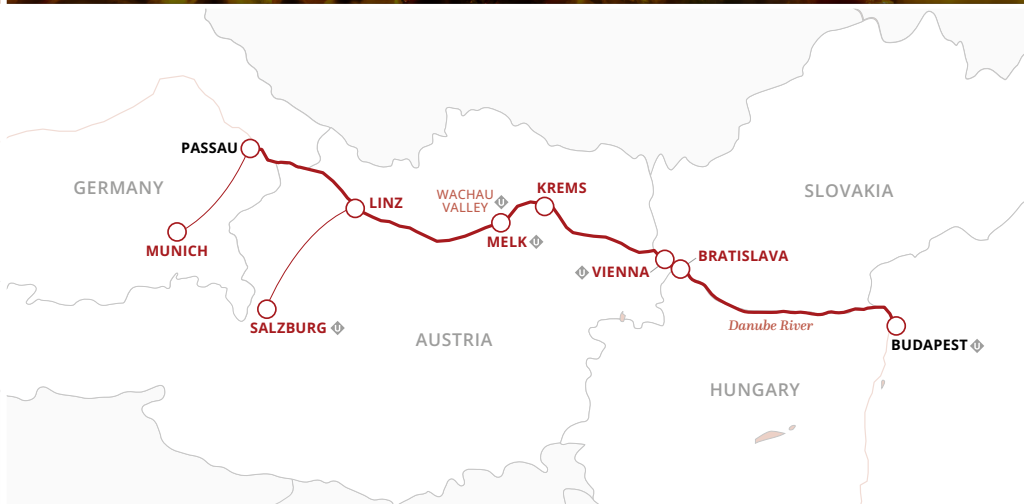 PASSAU
GERMANY
MUNICH
LINZ
SALZBURG
WACHAU
VALLEY
KREMS
MELK
AUSTRIA
VIENNA
BRATISLAVA
SLOVAKIA
Danube River
BUDAPEST
HUNGARY